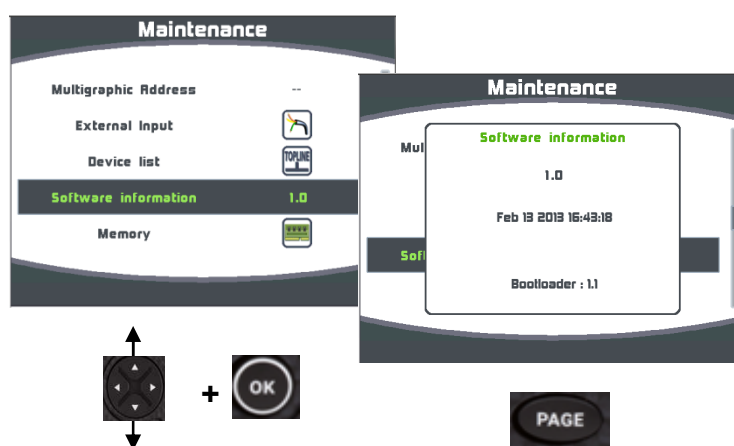 Maintenance
Multigraphic Address --
External Input
Device list TOPLINE
Software information 1.0
Memory
Maintenance
Mul
Software information
1.0
Feb 13 2013 16:43:18
Soft
Bootloader : 1.1
+
OK
PAGE